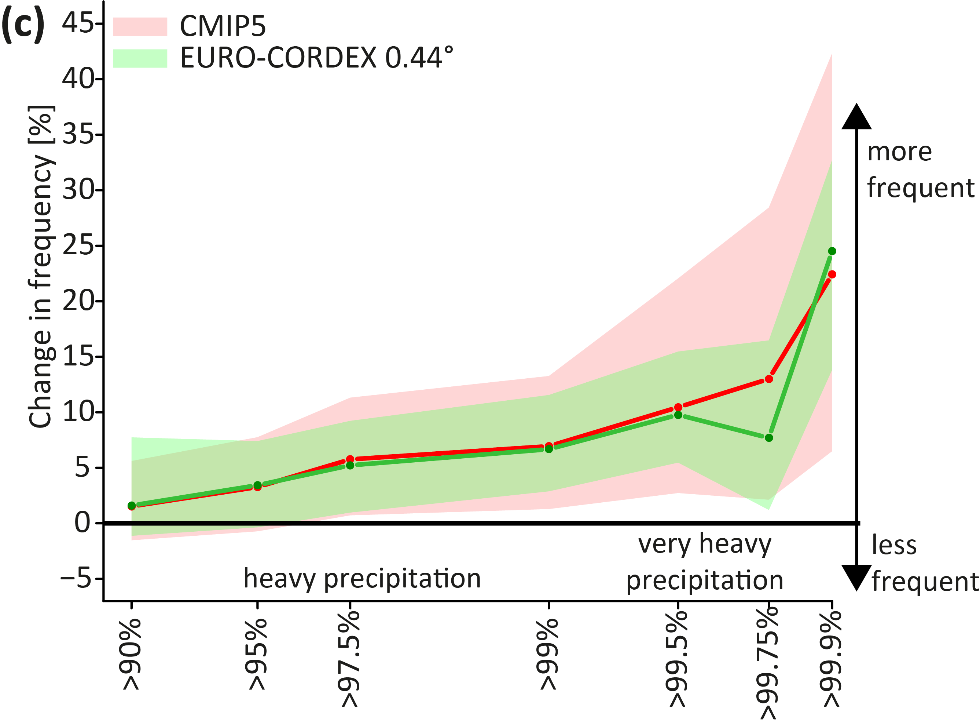 (c)
CMIP5
EURO-CORDEX 0.44°
Change in frequency [%]
45
40
35
30
25
20
15
10
5
0
−5
more
frequent
less
frequent
heavy precipitation
very heavy
precipitation
>90%
>95%
>97.5%
>999%
>99.5%
>99.75%
>99.9%